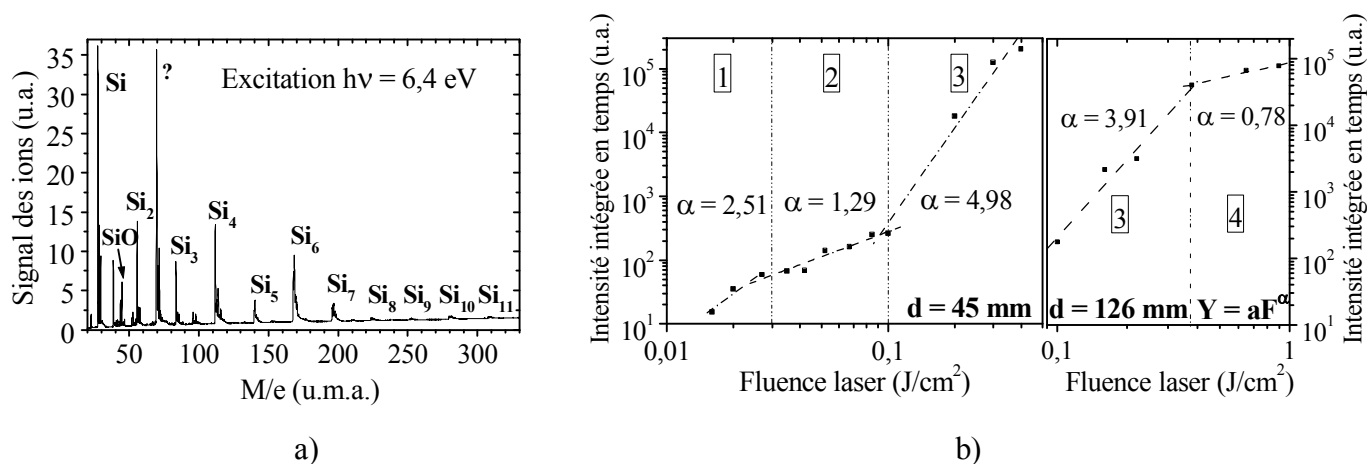 a)
Signal des ions (u.a.)
35
30
25
20
15
10
5
0
Excitation hν = 6,4 eV
Si
?
Si2
SiO
Si3
Si4
Si5
Si6
Si7
Si8
Si9
Si10
Si11
50
100
150
200
250
300
M/e (u.m.a.)
a)
b)
Intensité intégrée en temps (u.a.)
10^5
10^4
10^3
10^2
10^1
1
2
3
α = 2,51
α = 1,29
α = 4,98
d = 45 mm
0,01
0,1
Fluence laser (J/cm²)
α = 3,91
α = 0,78
3
4
d = 126 mm
Y = aF^α
0,1
1
Fluence laser (J/cm²)
10^5
10^4
10^3
10^2
10^1
Intensité intégrée en temps (u.a.)
b)